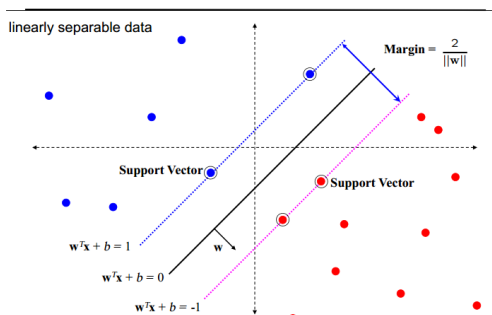 linearly separable data
Margin = 2
||w||
Support Vector
Support Vector
wᵀx + b = 1
w
wᵀx + b = 0
wᵀx + b = -1